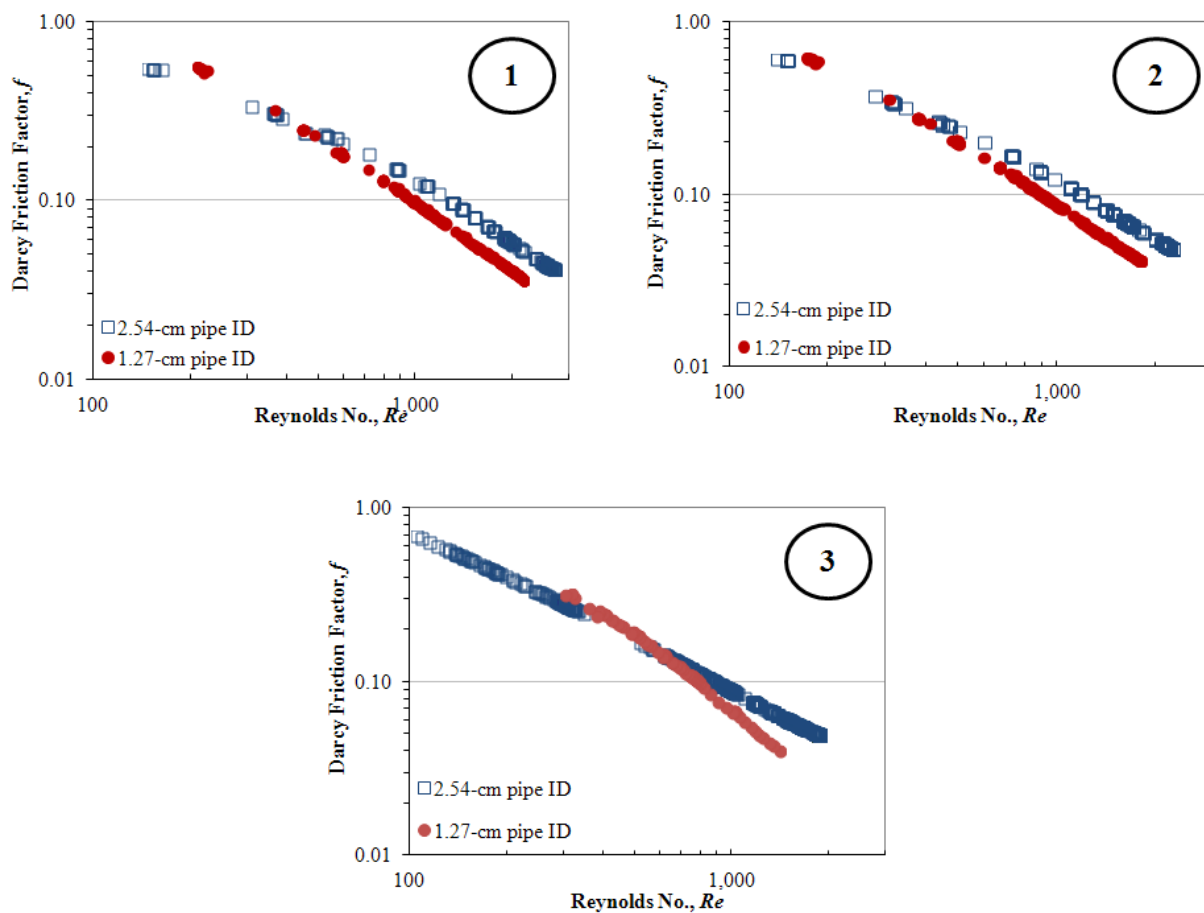 1.00
0.10
0.01
Darcy Friction Factor, f
100
1,000
Reynolds No., Re
2.54-cm pipe ID
1.27-cm pipe ID
1
1.00
0.10
0.01
Darcy Friction Factor, f
100
1,000
Reynolds No., Re
2.54-cm pipe ID
1.27-cm pipe ID
2
1.00
0.10
0.01
Darcy Friction Factor, f
100
1,000
Reynolds No., Re
2.54-cm pipe ID
1.27-cm pipe ID
3